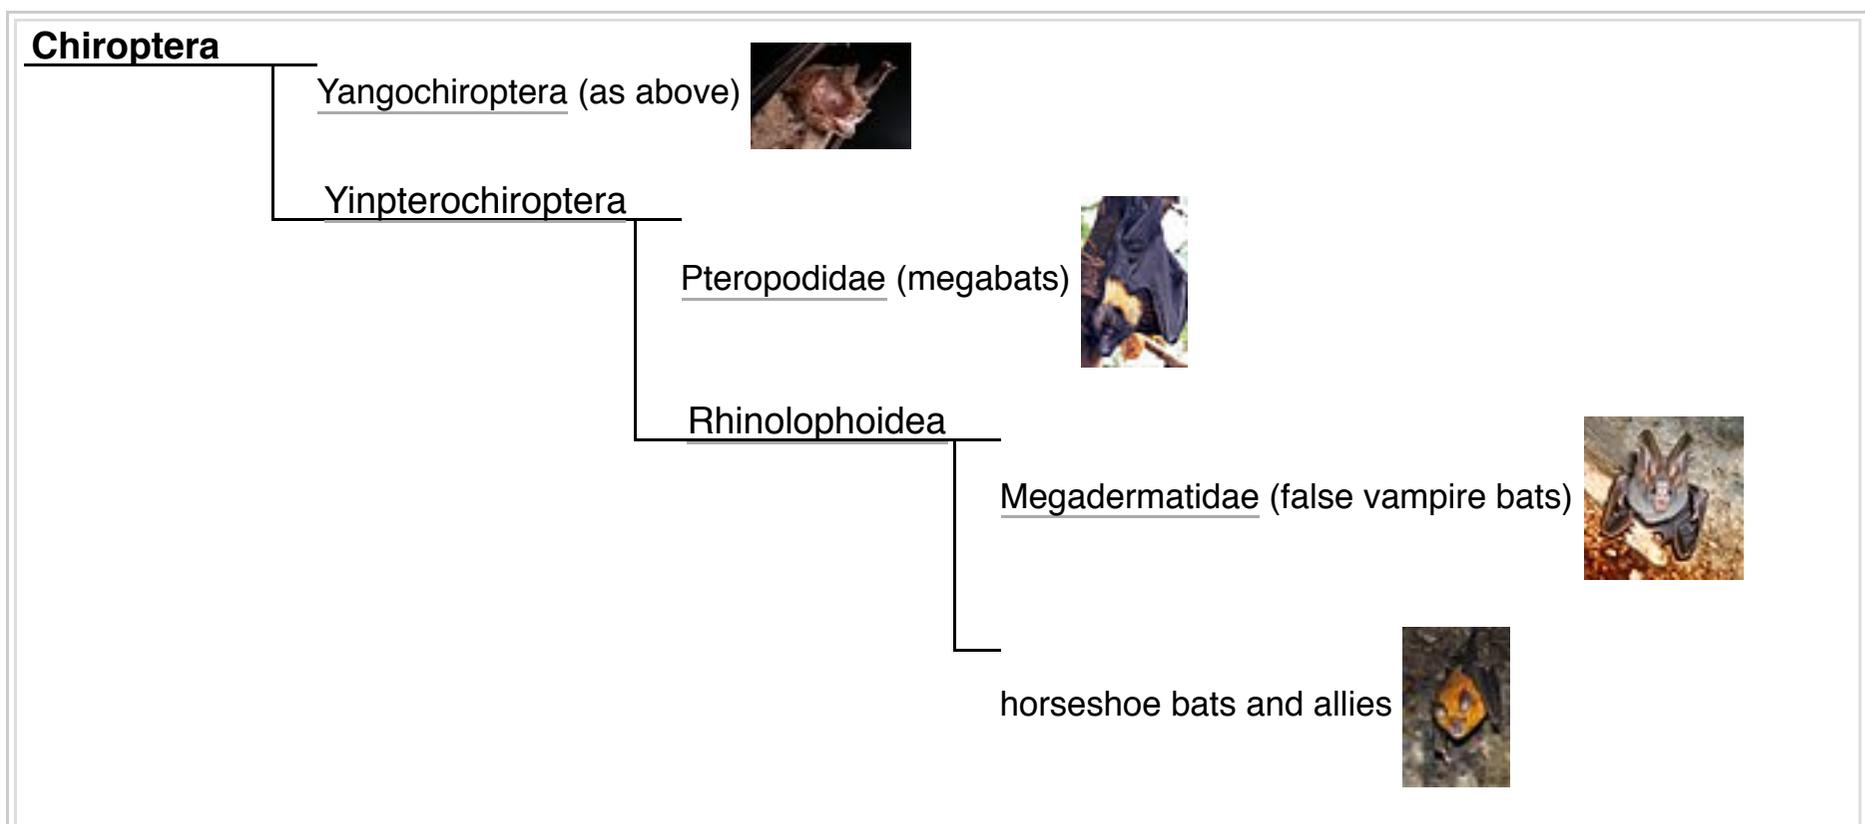 Chiroptera
Yangochiroptera (as above)
Yinpterochiroptera
Pteropodidae (megabats)
Rhinolophoidea
Megadermatidae (false vampire bats)
horseshoe bats and allies